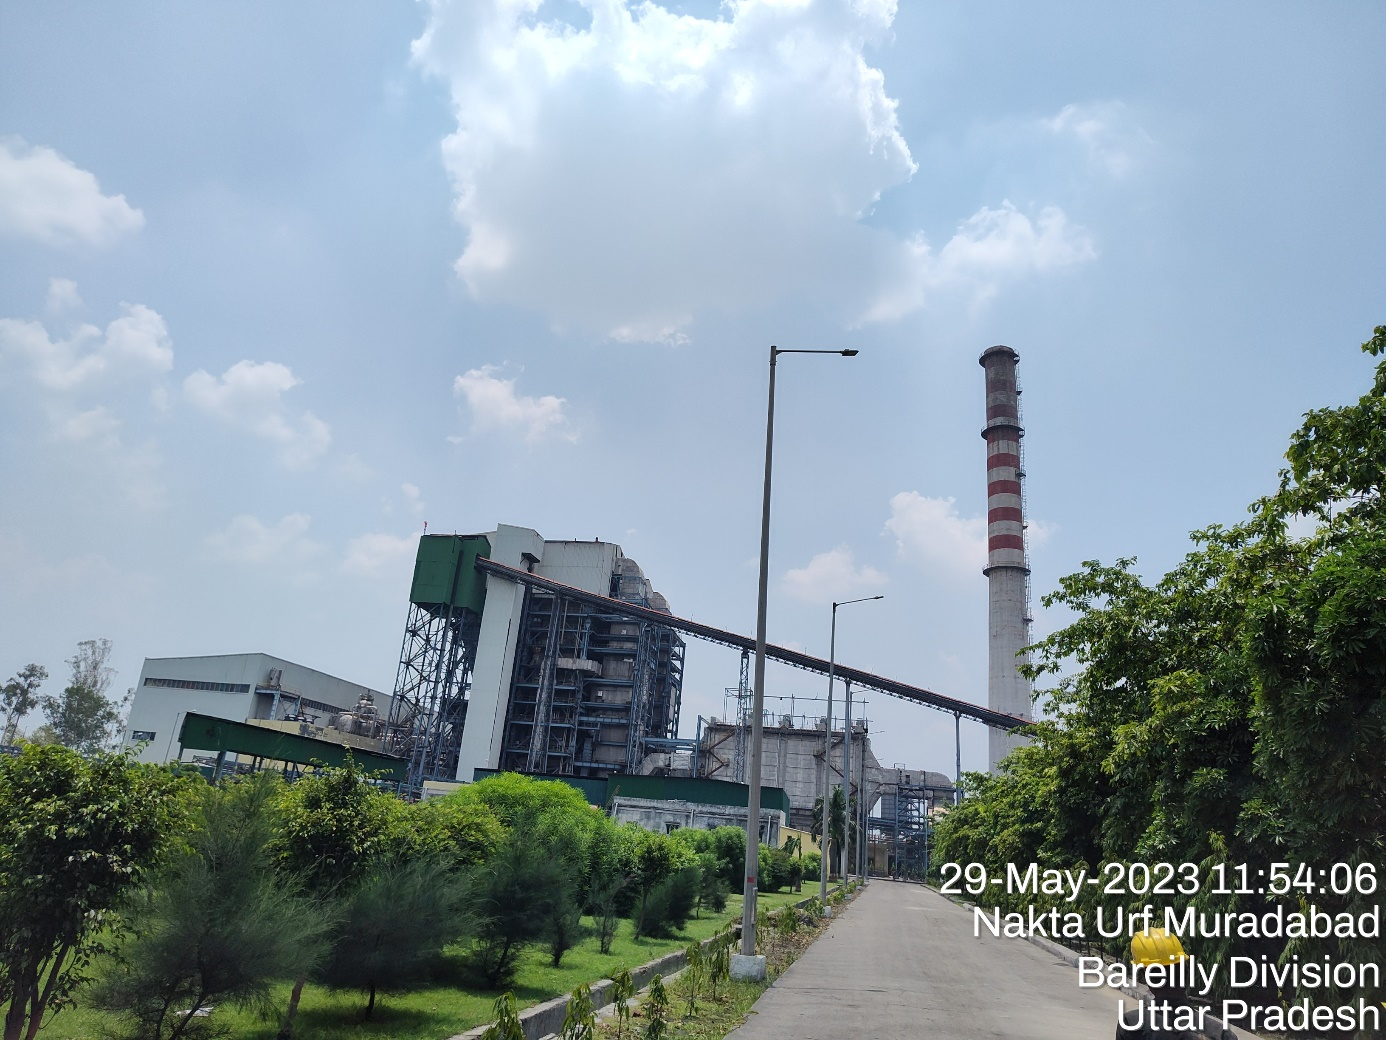 29-May-2023 11:54:06
Nakta Urf Muradabad
Bareilly Division
Uttar Pradesh